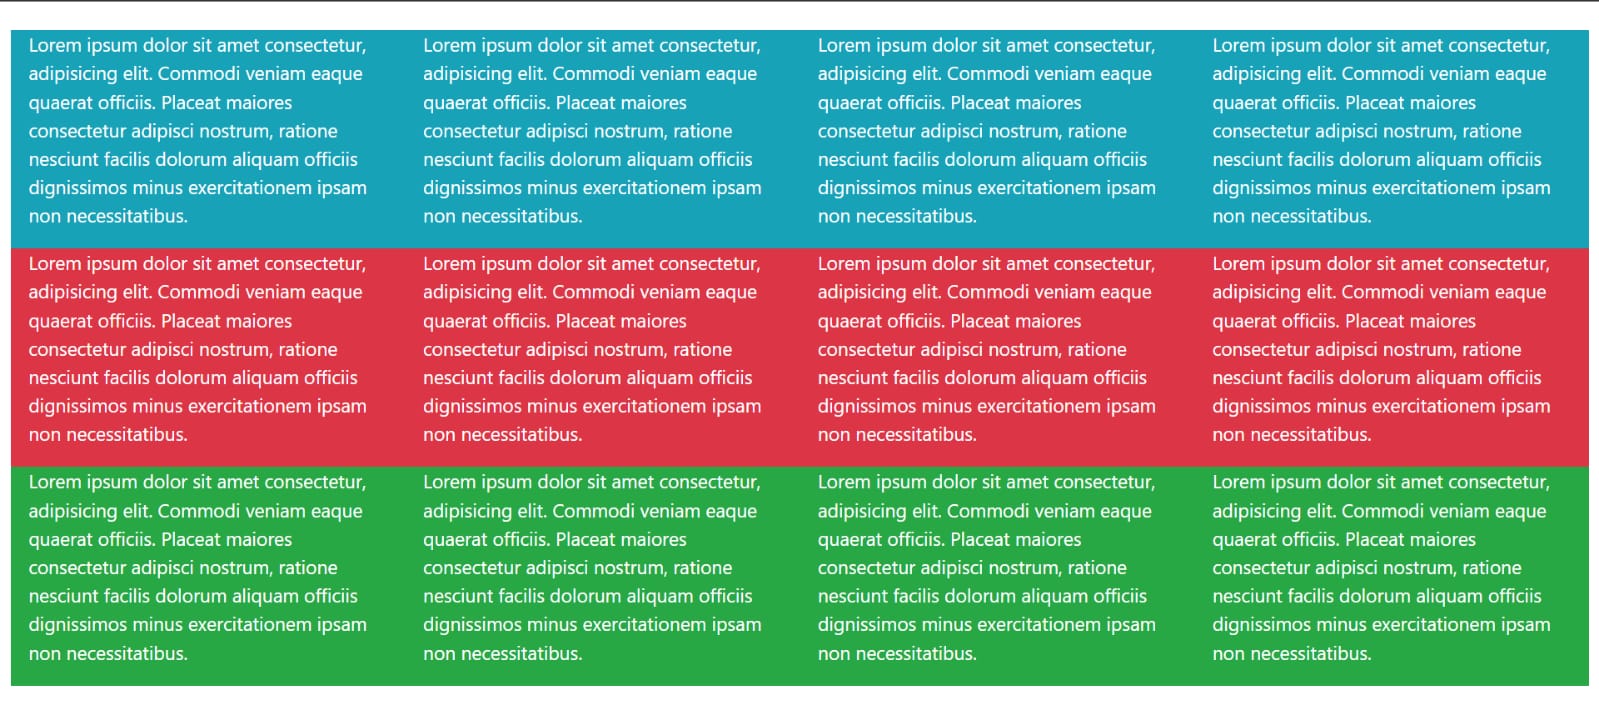 Lorem ipsum dolor sit amet consectetur,
adipisicing elit. Commodi veniam eaque
quaerat officiis. Placeat maiores
consectetur adipisci nostrum, ratione
nesciunt facilis dolorum aliquam officiis
dignissimos minus exercitationem ipsam
non necessitatibus.
Lorem ipsum dolor sit amet consectetur,
adipisicing elit. Commodi veniam eaque
quaerat officiis. Placeat maiores
consectetur adipisci nostrum, ratione
nesciunt facilis dolorum aliquam officiis
dignissimos minus exercitationem ipsam
non necessitatibus.
Lorem ipsum dolor sit amet consectetur,
adipisicing elit. Commodi veniam eaque
quaerat officiis. Placeat maiores
consectetur adipisci nostrum, ratione
nesciunt facilis dolorum aliquam officiis
dignissimos minus exercitationem ipsam
non necessitatibus.
Lorem ipsum dolor sit amet consectetur,
adipisicing elit. Commodi veniam eaque
quaerat officiis. Placeat maiores
consectetur adipisci nostrum, ratione
nesciunt facilis dolorum aliquam officiis
dignissimos minus exercitationem ipsam
non necessitatibus.
Lorem ipsum dolor sit amet consectetur,
adipisicing elit. Commodi veniam eaque
quaerat officiis. Placeat maiores
consectetur adipisci nostrum, ratione
nesciunt facilis dolorum aliquam officiis
dignissimos minus exercitationem ipsam
non necessitatibus.
Lorem ipsum dolor sit amet consectetur,
adipisicing elit. Commodi veniam eaque
quaerat officiis. Placeat maiores
consectetur adipisci nostrum, ratione
nesciunt facilis dolorum aliquam officiis
dignissimos minus exercitationem ipsam
non necessitatibus.
Lorem ipsum dolor sit amet consectetur,
adipisicing elit. Commodi veniam eaque
quaerat officiis. Placeat maiores
consectetur adipisci nostrum, ratione
nesciunt facilis dolorum aliquam officiis
dignissimos minus exercitationem ipsam
non necessitatibus.
Lorem ipsum dolor sit amet consectetur,
adipisicing elit. Commodi veniam eaque
quaerat officiis. Placeat maiores
consectetur adipisci nostrum, ratione
nesciunt facilis dolorum aliquam officiis
dignissimos minus exercitationem ipsam
non necessitatibus.
Lorem ipsum dolor sit amet consectetur,
adipisicing elit. Commodi veniam eaque
quaerat officiis. Placeat maiores
consectetur adipisci nostrum, ratione
nesciunt facilis dolorum aliquam officiis
dignissimos minus exercitationem ipsam
non necessitatibus.
Lorem ipsum dolor sit amet consectetur,
adipisicing elit. Commodi veniam eaque
quaerat officiis. Placeat maiores
consectetur adipisci nostrum, ratione
nesciunt facilis dolorum aliquam officiis
dignissimos minus exercitationem ipsam
non necessitatibus.
Lorem ipsum dolor sit amet consectetur,
adipisicing elit. Commodi veniam eaque
quaerat officiis. Placeat maiores
consectetur adipisci nostrum, ratione
nesciunt facilis dolorum aliquam officiis
dignissimos minus exercitationem ipsam
non necessitatibus.
Lorem ipsum dolor sit amet consectetur,
adipisicing elit. Commodi veniam eaque
quaerat officiis. Placeat maiores
consectetur adipisci nostrum, ratione
nesciunt facilis dolorum aliquam officiis
dignissimos minus exercitationem ipsam
non necessitatibus.